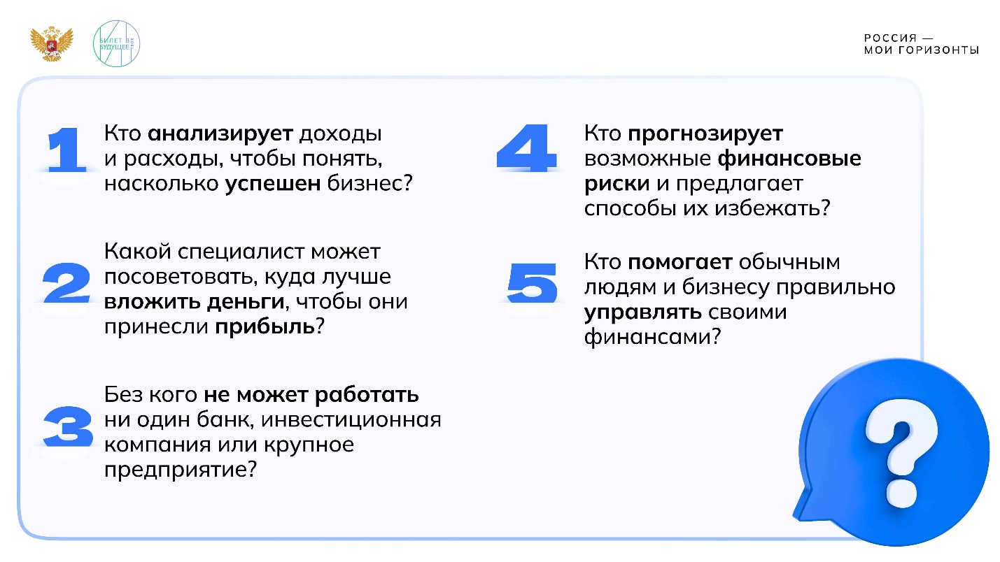 БИЛЕТ В
БУДУЩЕЕ
ТВОЁ
РОССИЯ —
МОИ ГОРИЗОНТЫ
1
Кто анализирует доходы
и расходы, чтобы понять,
насколько успешен бизнес?
2
Какой специалист может
посоветовать, куда лучше
вложить деньги, чтобы они
принесли прибыль?
3
Без кого не может работать
ни один банк, инвестиционная
компания или крупное
предприятие?
4
Кто прогнозирует
возможные финансовые
риски и предлагает
способы их избежать?
5
Кто помогает обычным
людям и бизнесу правильно
управлять своими
финансами?
?